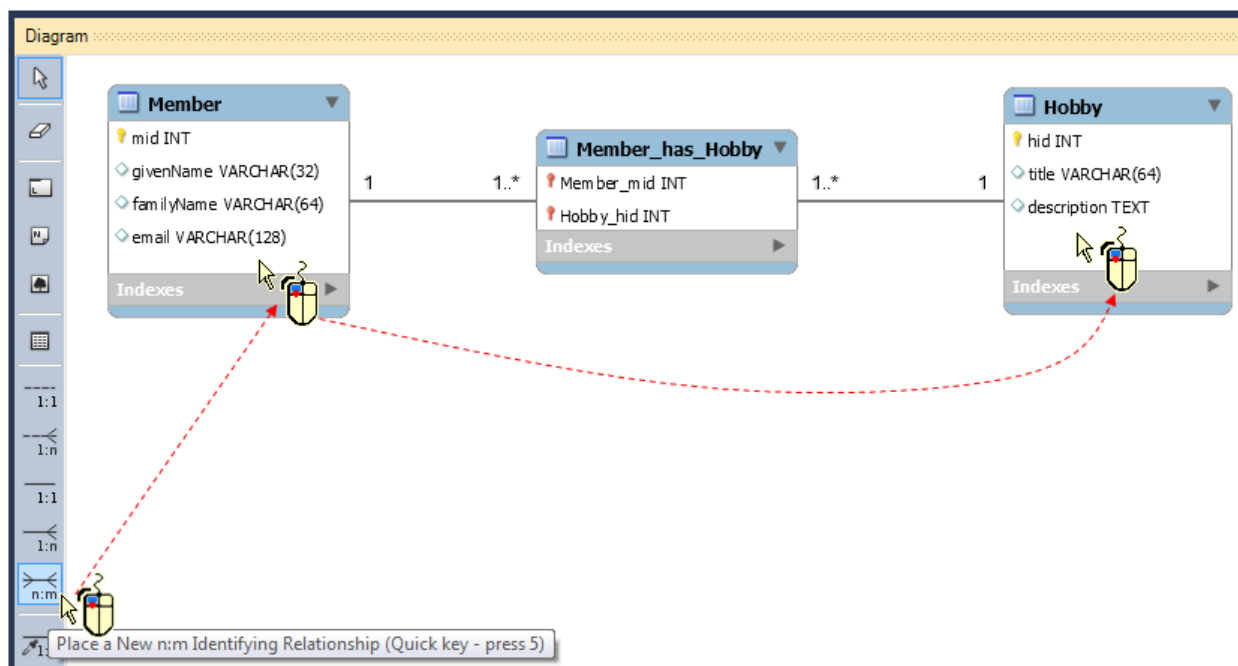 Diagram
Member
mid INT
givenName VARCHAR(32)
familyName VARCHAR(64)
email VARCHAR(128)
Indexes
1
1..*
Member_has_Hobby
Member_mid INT
Hobby_hid INT
Indexes
1..*
1
Hobby
hid INT
title VARCHAR(64)
description TEXT
Indexes
1:1
1:n
1:1
1:n
n:m
Place a New n:m Identifying Relationship (Quick key - press 5)